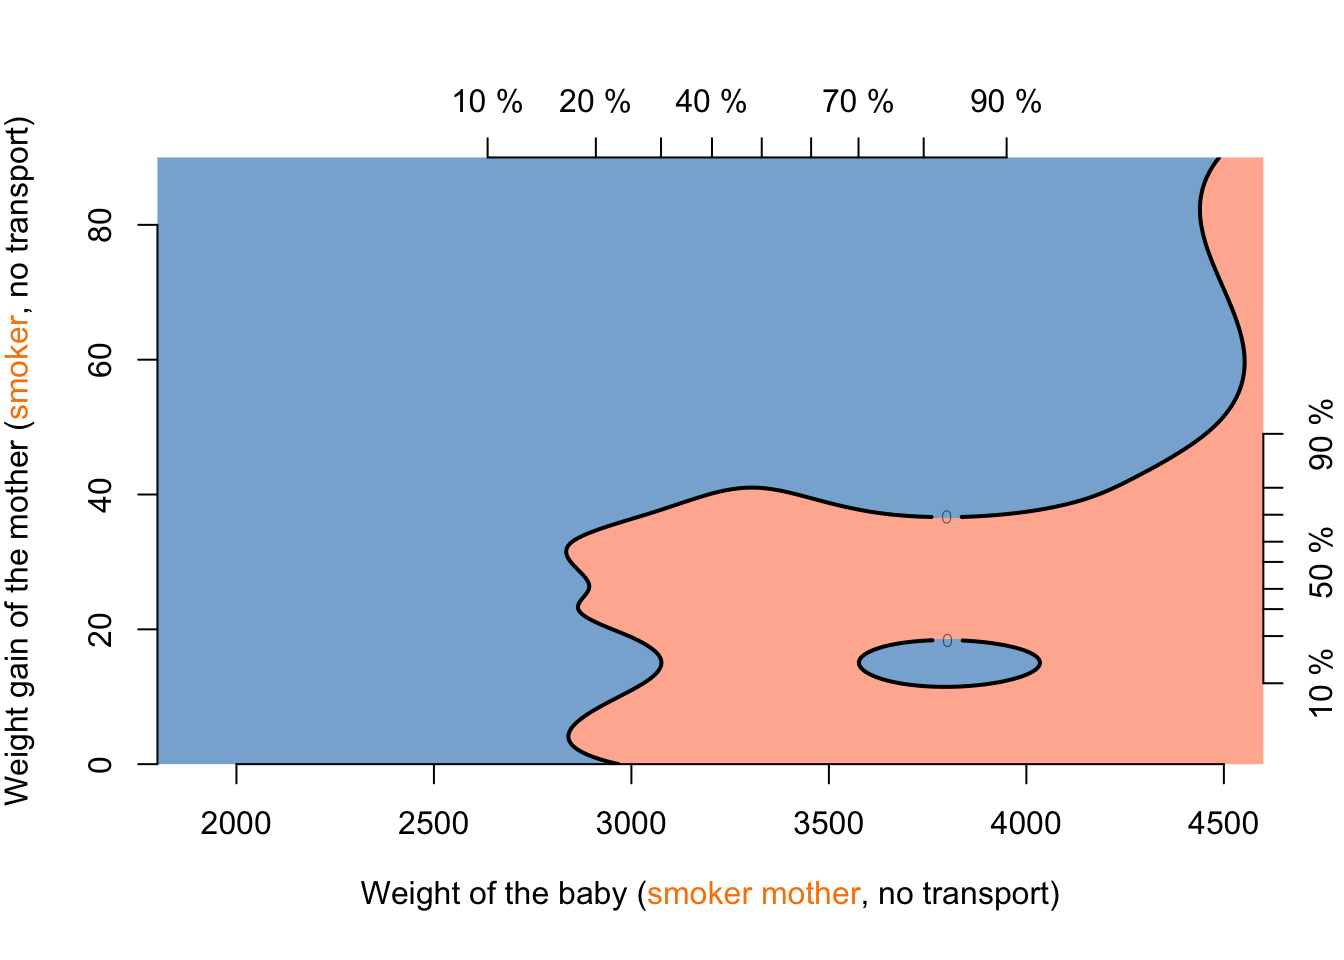 10 % 20 % 40 % 70 % 90 %
Weight gain of the mother (smoker, no transport)
80
60
40
20
0
90 %
50 %
10 %
0
0
2000 2500 3000 3500 4000 4500
Weight of the baby (smoker mother, no transport)